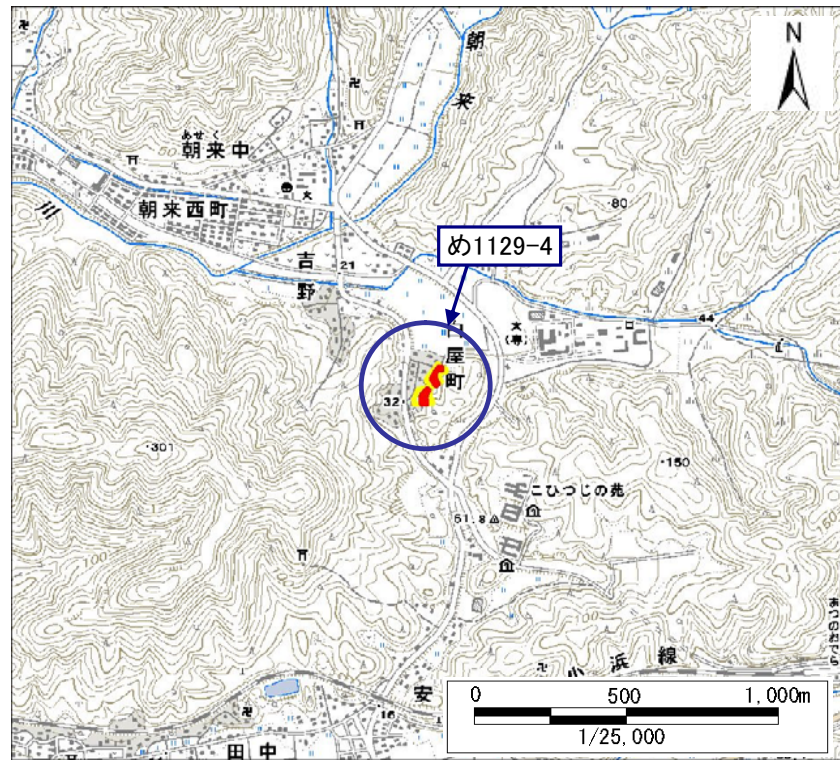 N
朝来
あせく
朝来中
80
朝来西町
め1129-4
川
吉野
21
44
(専)
屋町
32
301
150
こひつじの苑
51.8
小浜線
安
16
田中
0 500 1,000m
1/25,000